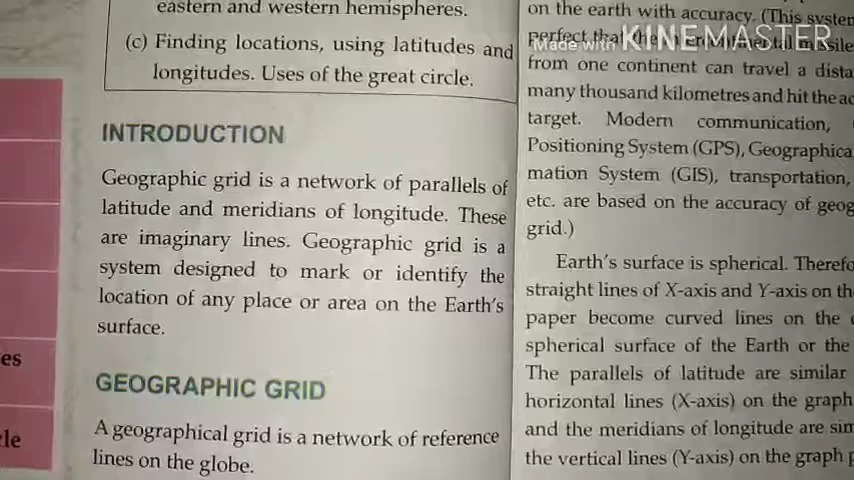 eastern and western hemispheres.
(c) Finding locations, using latitudes and
longitudes. Uses of the great circle.
INTRODUCTION
Geographic grid is a network of parallels of
latitude and meridians of longitude. These
are imaginary lines. Geographic grid is a
system designed to mark or identify the
location of any place or area on the Earth's
surface.
GEOGRAPHIC GRID
A geographical grid is a network of reference
lines on the globe.
on the earth with accuracy. (This system
perfect that
from one continent can travel a dista
many thousand kilometres and hit the ac
target. Modern communication,
Positioning System (GPS), Geographica
mation System (GIS), transportation,
etc. are based on the accuracy of geog
grid.)
Earth's surface is spherical. Therefo
straight lines of X-axis and Y-axis on the
paper become curved lines on the
spherical surface of the Earth or the
The parallels of latitude are similar
horizontal lines (X-axis) on the graph
and the meridians of longitude are sim
the vertical lines (Y-axis) on the graph p
es
cle
Made with KINEMASTER